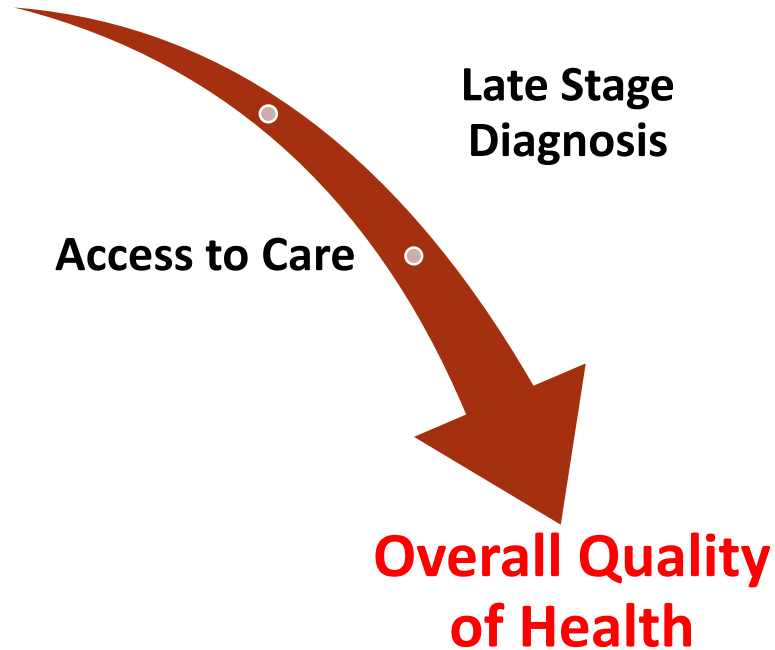 Late Stage
Diagnosis
Access to Care
Overall Quality
of Health